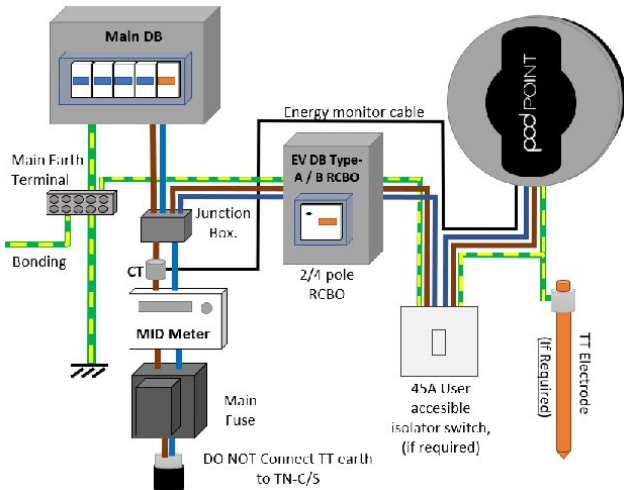 Main DB
pod POINT
Energy monitor cable
EV DB Type-
A / B RCBO
Main Earth
Terminal
Junction
Box.
Bonding
CT
2/4 pole
RCBO
MID Meter
TT Electrode
(If Required)
Main
Fuse
45A User
accesible
isolator switch,
(if required)
DO NOT Connect TT earth
to TN-C/S